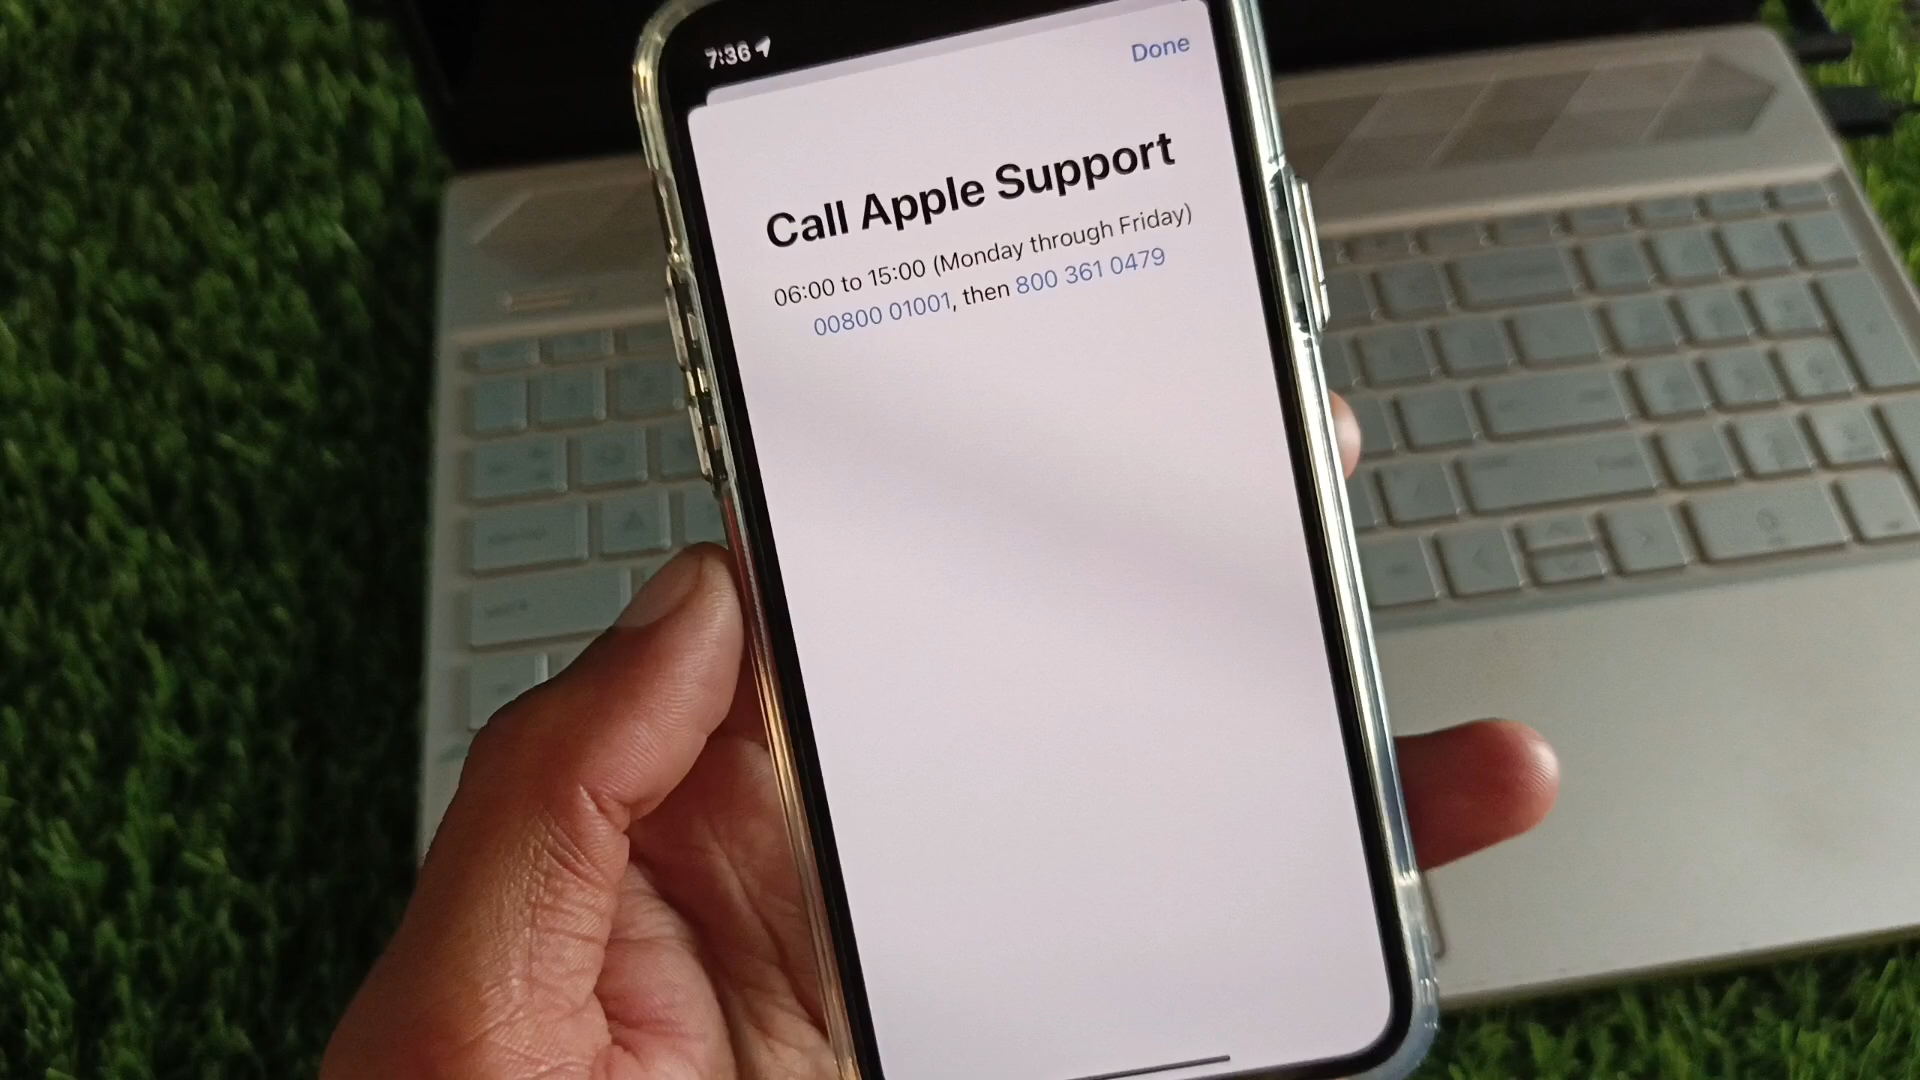 7:36
Done
Call Apple Support
06:00 to 15:00 (Monday through Friday)
00800 01001, then 800 361 0479